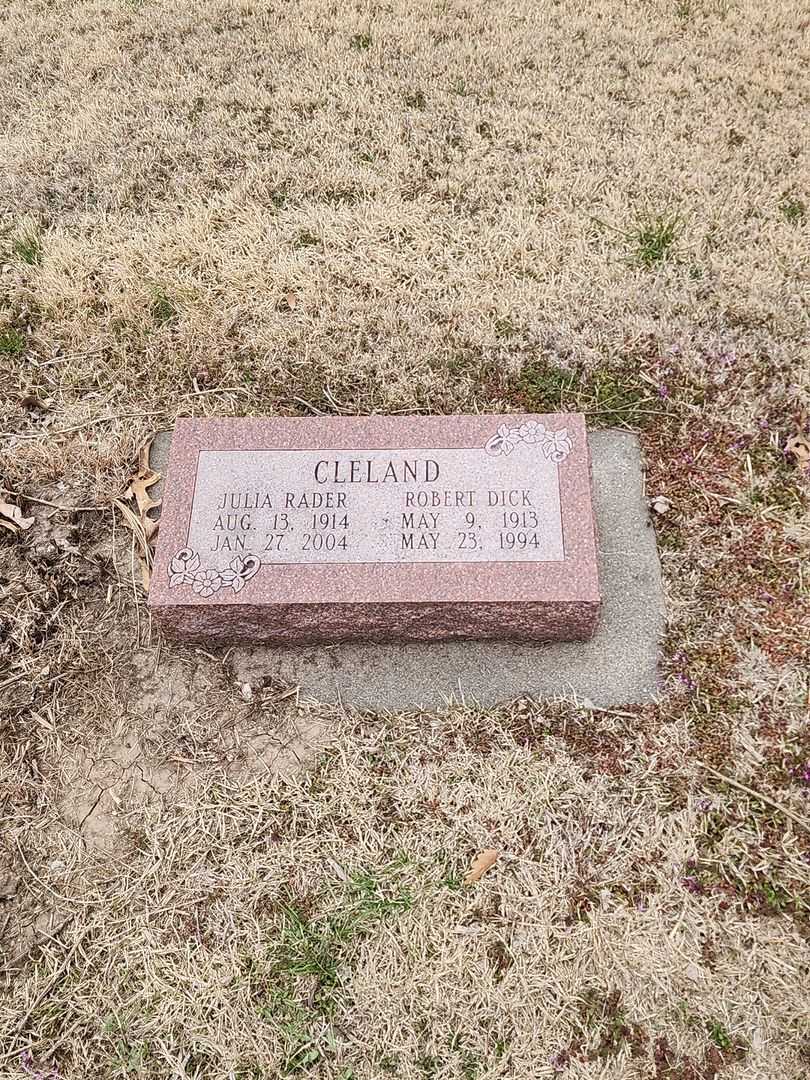 CLELAND
JULIA RADER ROBERT DICK
AUG. 13, 1914 MAY 9, 1913
JAN. 27, 2004 MAY 23, 1994